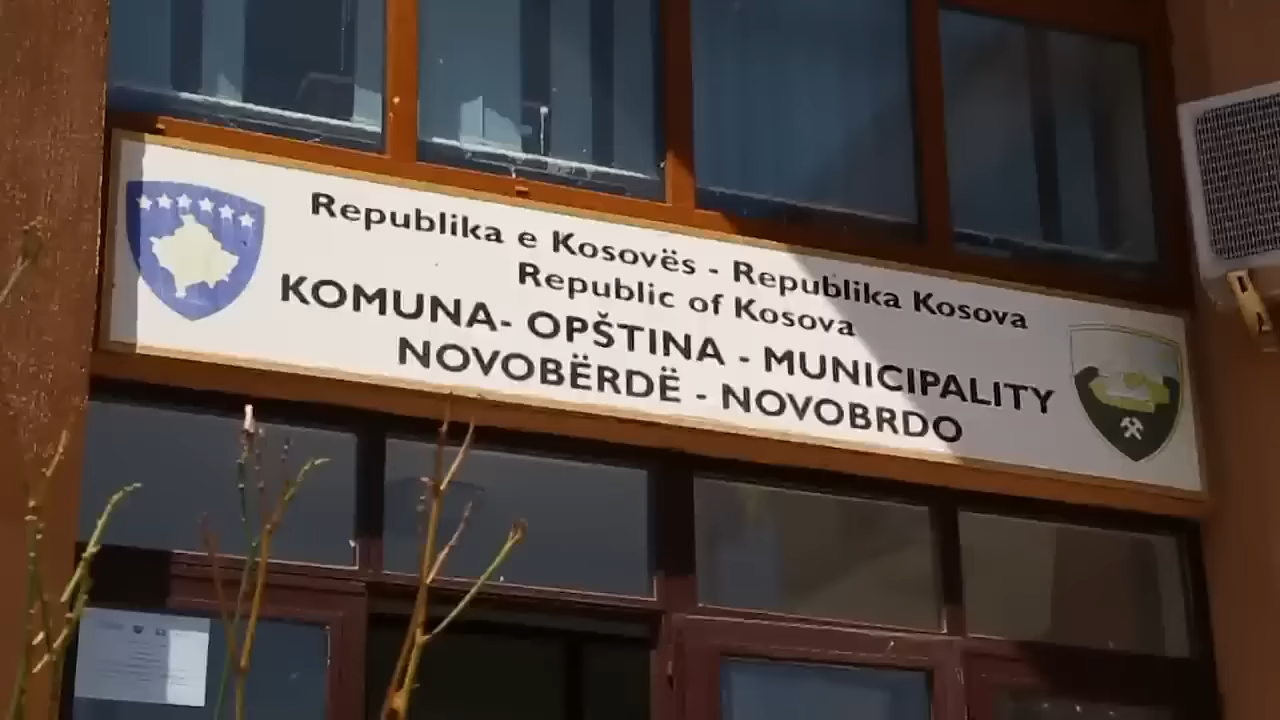 Republika e Kosovës - Republika Kosova
Republic of Kosova
KOMUNA- OPŠTINA - MUNICIPALITY
NOVOBËRDË - NOVOBRDO